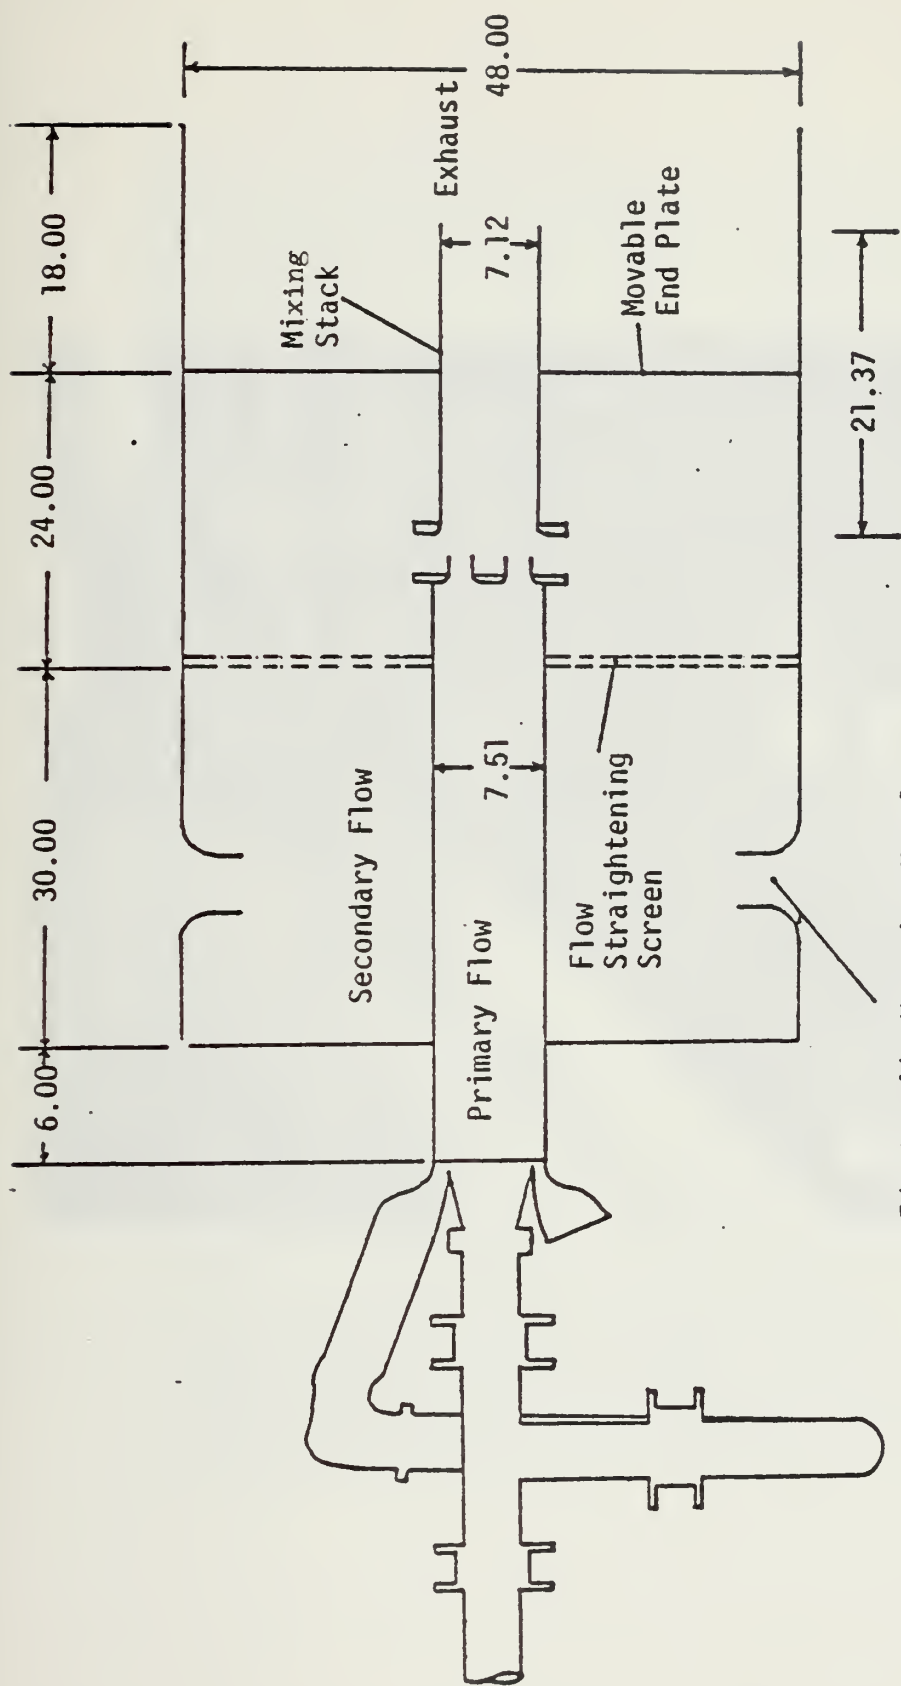 6.00
30.00
24.00
18.00
48.00
Exhaust
Mixing
Stack
7.12
Movable
End Plate
21.37
Secondary Flow
7.51
Primary Flow
Flow
Straightening
Screen